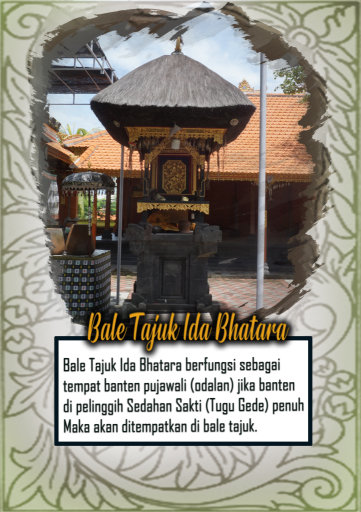 Bale Tajuk Ida Bhatara
Bale Tajuk Ida Bhatara berfungsi sebagai
tempat banten pujawali (odalan) jika banten
di pelinggih Sedahan Sakti (Tugu Gede) penuh
Maka akan ditempatkan di bale tajuk.